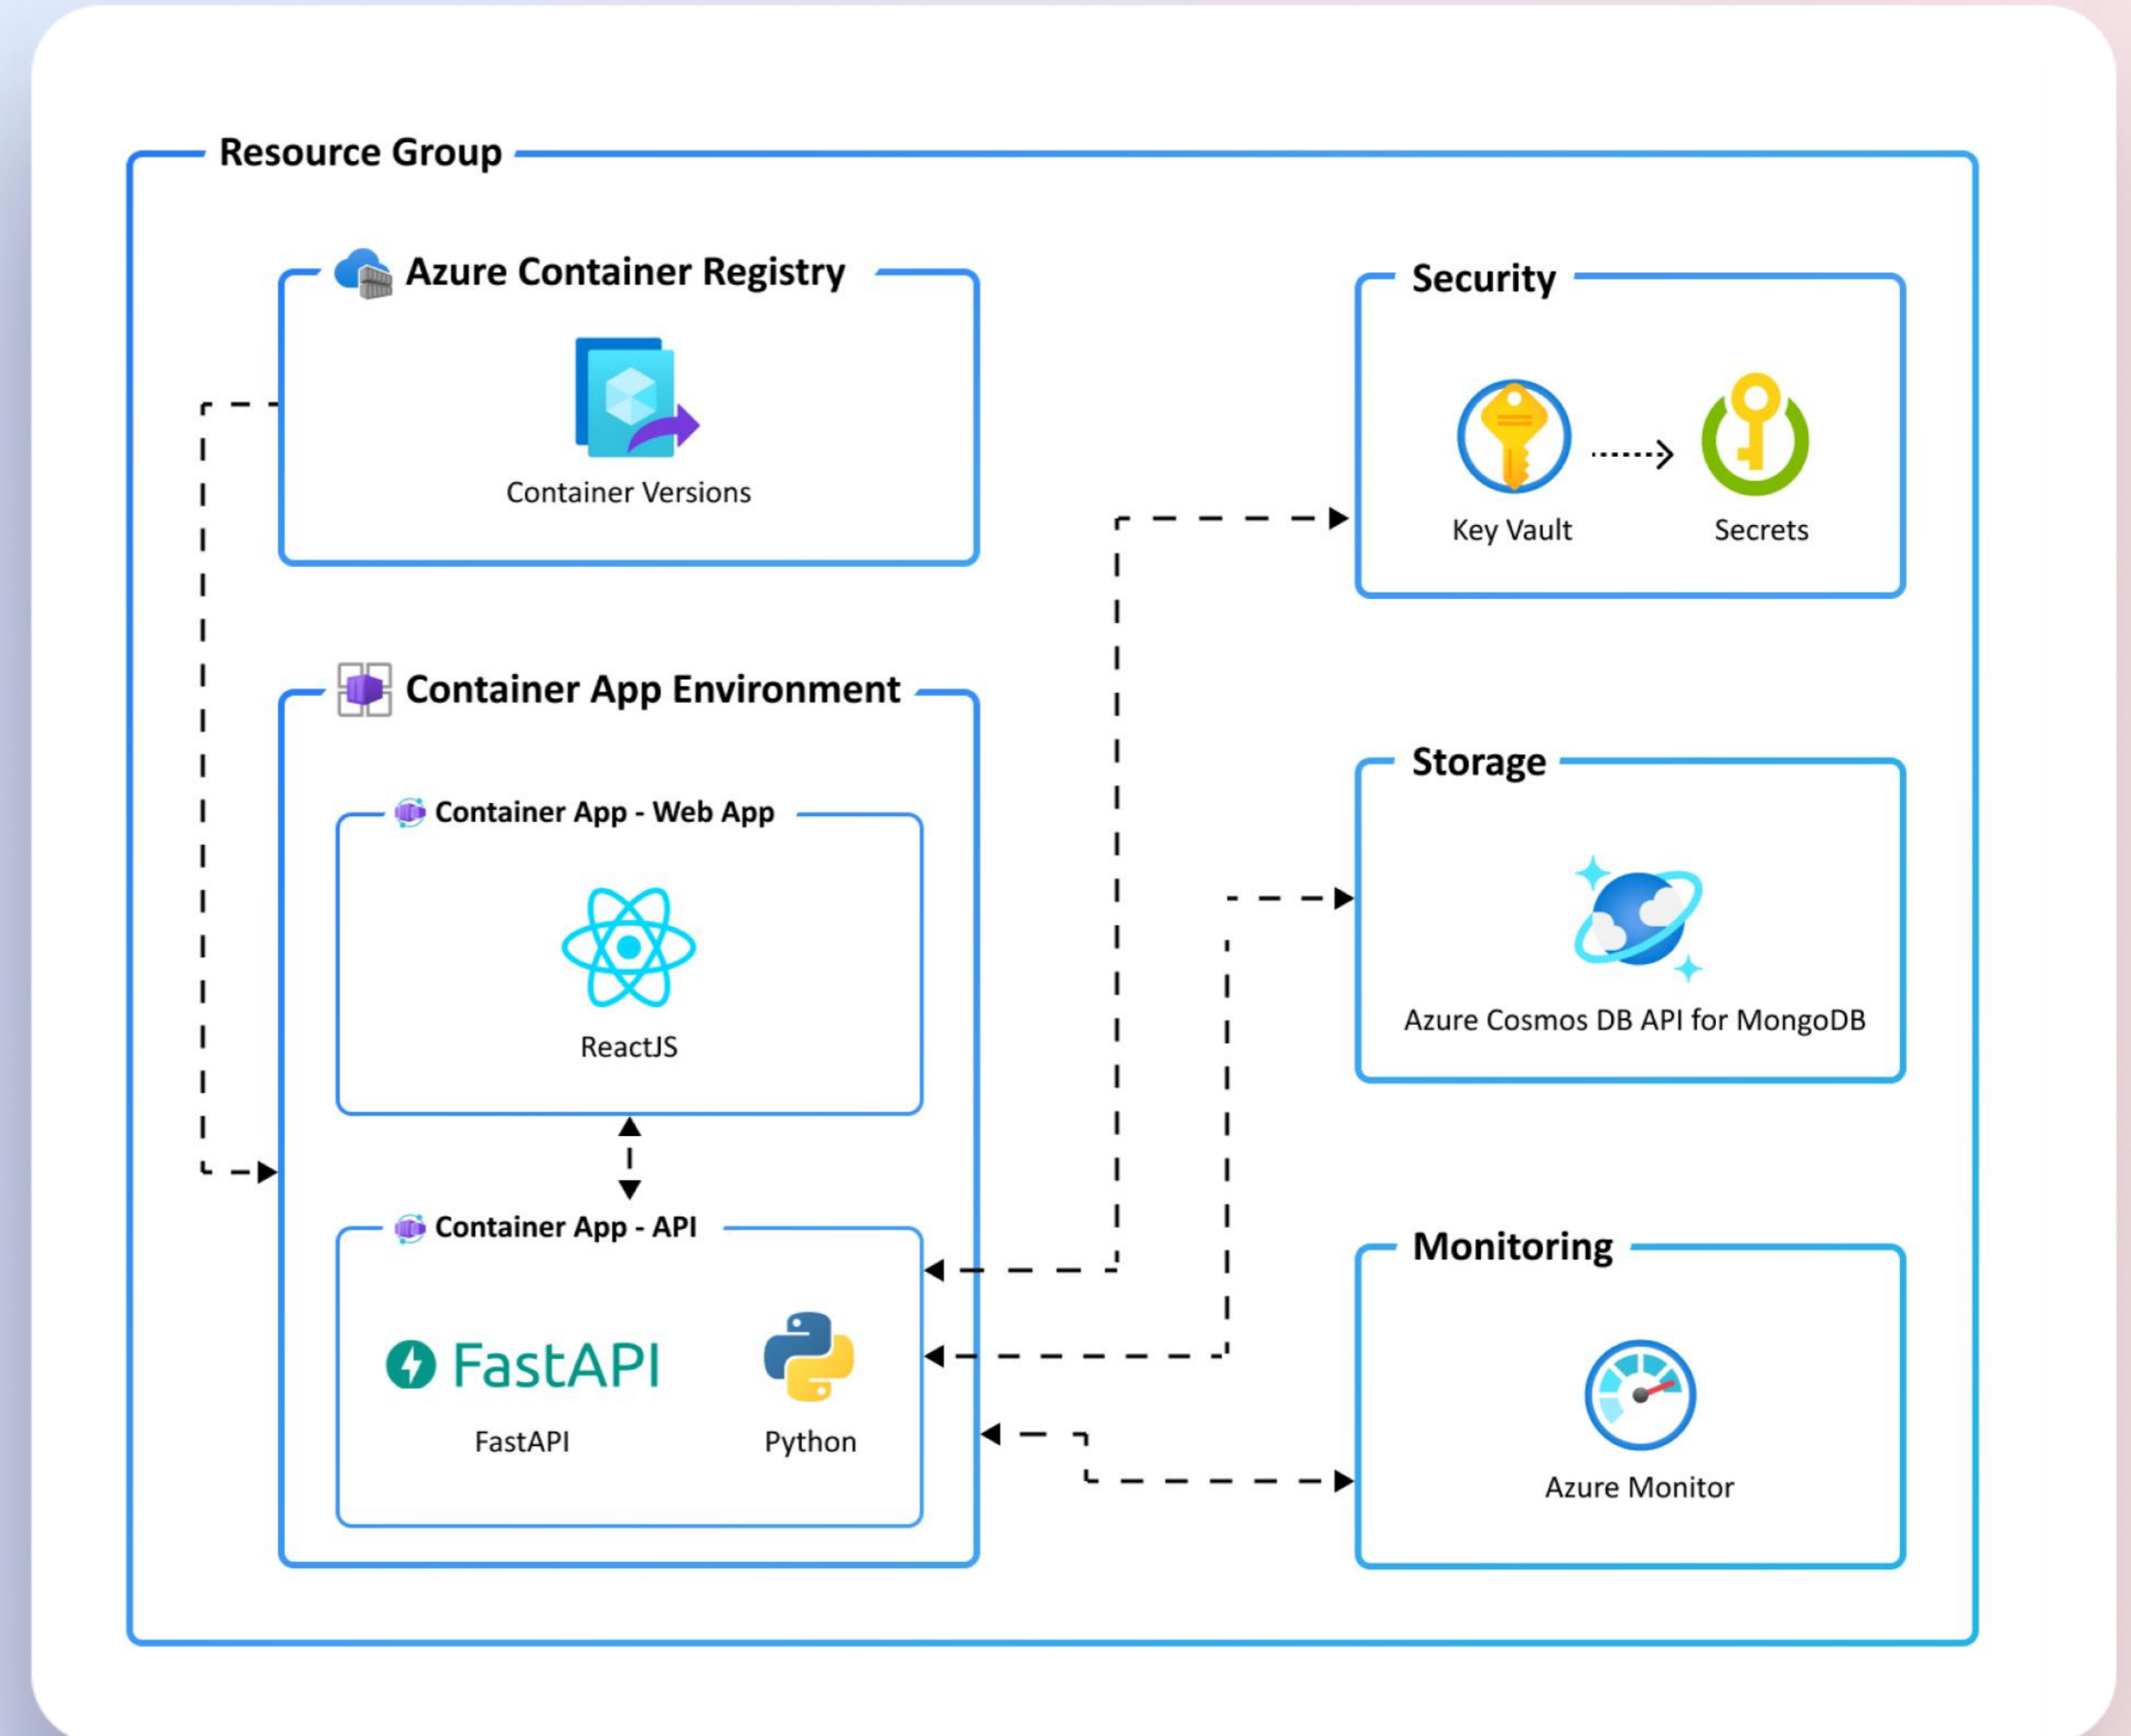 Resource Group
Azure Container Registry
Container Versions
Container App Environment
Container App - Web App
ReactJS
Container App - API
FastAPI
FastAPI
Python
Security
Key Vault
Secrets
Storage
Azure Cosmos DB API for MongoDB
Monitoring
Azure Monitor